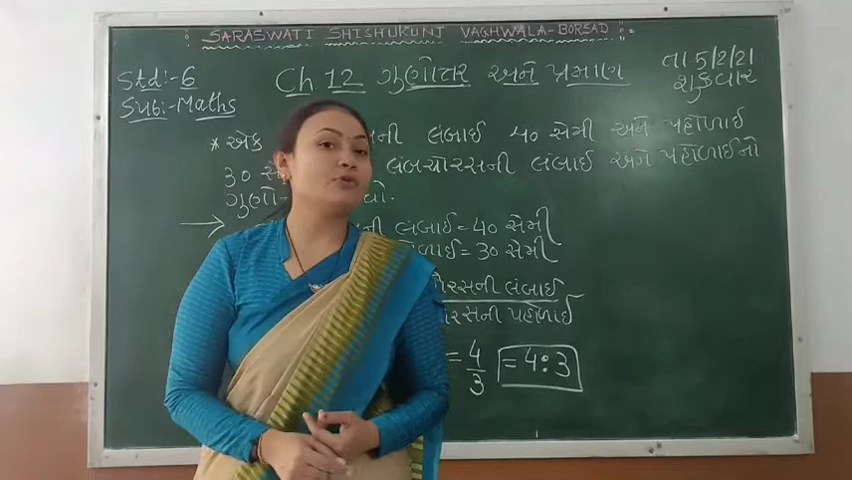 SARASWATI SHISHUKUNJ VAGHWALA-BORSAD
Std:-6
Sub:-Maths
Ch 12 ગુણોત્તર અને પ્રમાણ
તા 5/2/21
શુક્રવાર
* એક નની લંબાઈ ૪૦ સેમી અને પહોળાઈ
૩૦ સે લંબચોરસની લંબાઈ અને પહોળાઈનો
ગુણો વો.
→ ની લંબાઈ = ૪૦ સેમી
ળાઈ = ૩૦ સેમી
ોરસની લંબાઈ
રસની પહોળાઈ
= 4/3 = 4:3